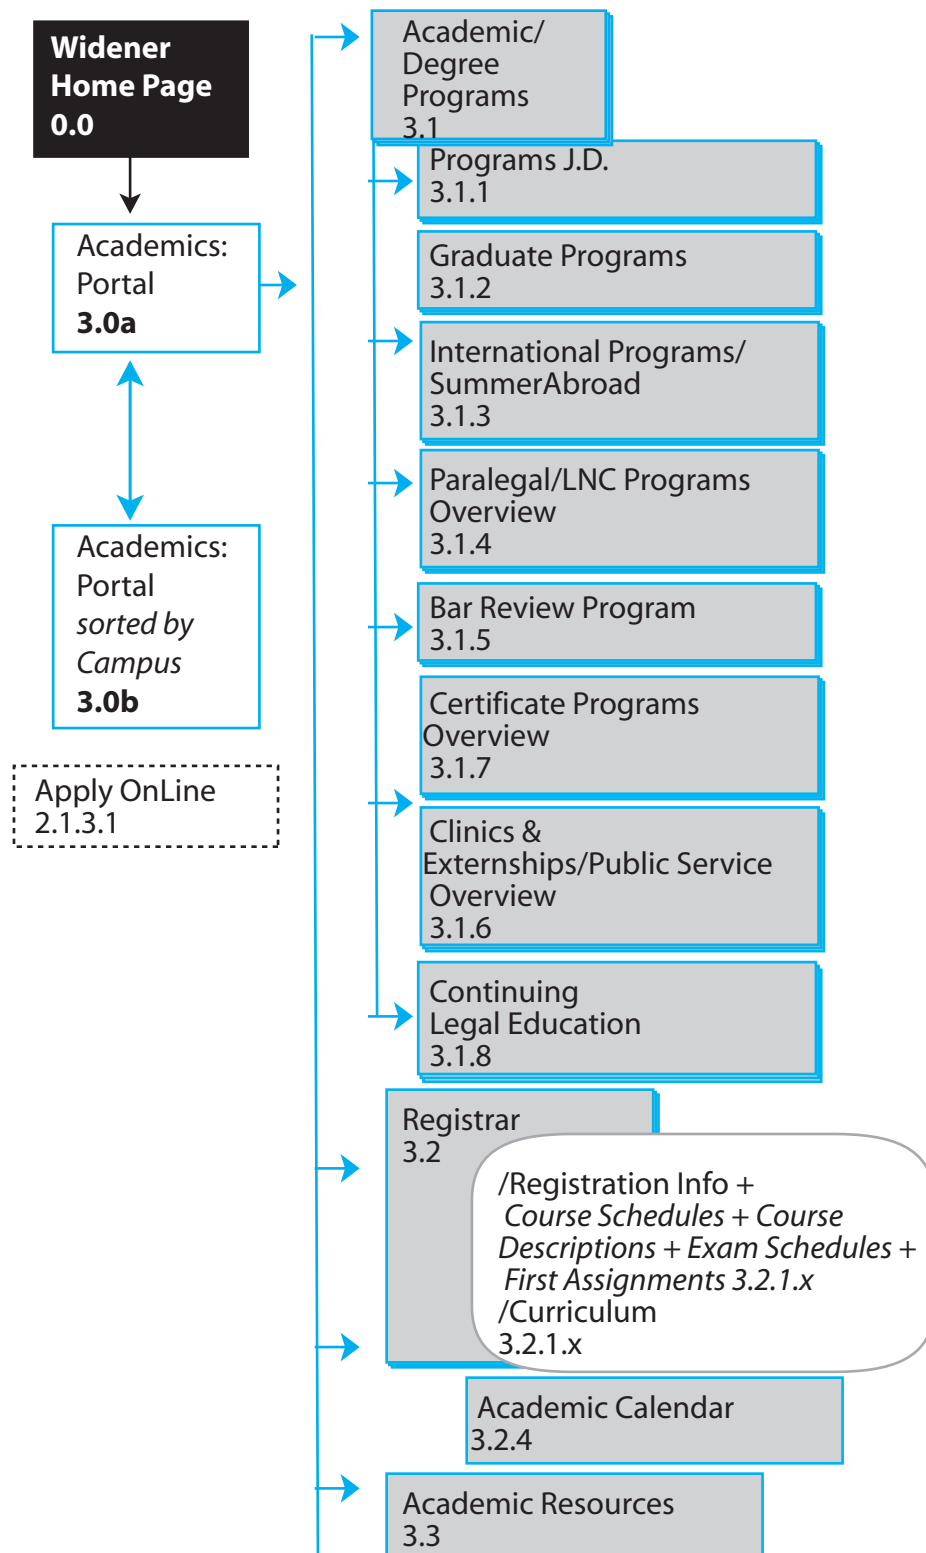 Widener
Home Page
0.0
Academics:
Portal
3.0a
Academics:
Portal
sorted by
Campus
3.0b
Apply OnLine
2.1.3.1
Academic/
Degree
Programs
3.1
Programs J.D.
3.1.1
Graduate Programs
3.1.2
International Programs/
SummerAbroad
3.1.3
Paralegal/LNC Programs
Overview
3.1.4
Bar Review Program
3.1.5
Certificate Programs
Overview
3.1.7
Clinics &
Externships/Public Service
Overview
3.1.6
Continuing
Legal Education
3.1.8
Registrar
3.2
/Registration Info +
Course Schedules + Course
Descriptions + Exam Schedules +
First Assignments 3.2.1.x
/Curriculum
3.2.1.x
Academic Calendar
3.2.4
Academic Resources
3.3